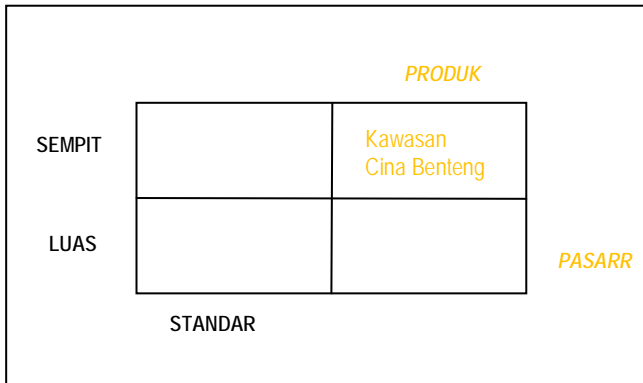 PRODUK
SEMPIT
Kawasan
Cina Benteng
LUAS
PASARR
STANDAR